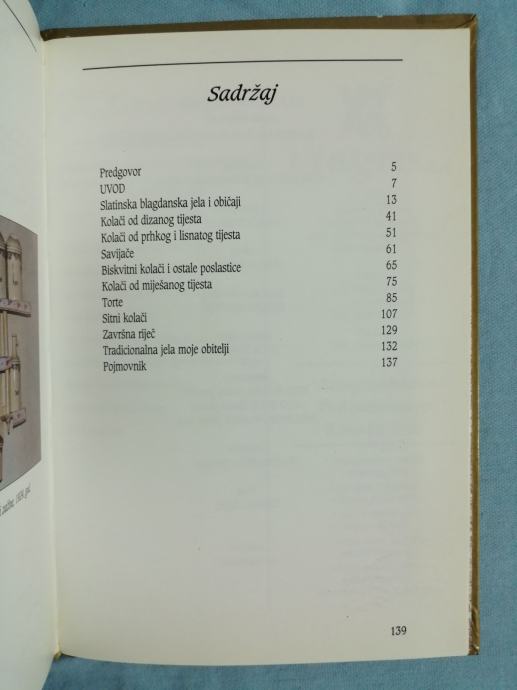 Sadržaj
Predgovor 5
UVOD 7
Slatinska blagdanska jela i običaji 13
Kolači od dizanog tijesta 41
Kolači od prhkog i lisnatog tijesta 51
Savijače 61
Biskvitni kolači i ostale poslastice 65
Kolači od miješanog tijesta 75
Torte 85
Sitni kolači 107
Završna riječ 129
Tradicionalna jela moje obitelji 132
Pojmovnik 137
139